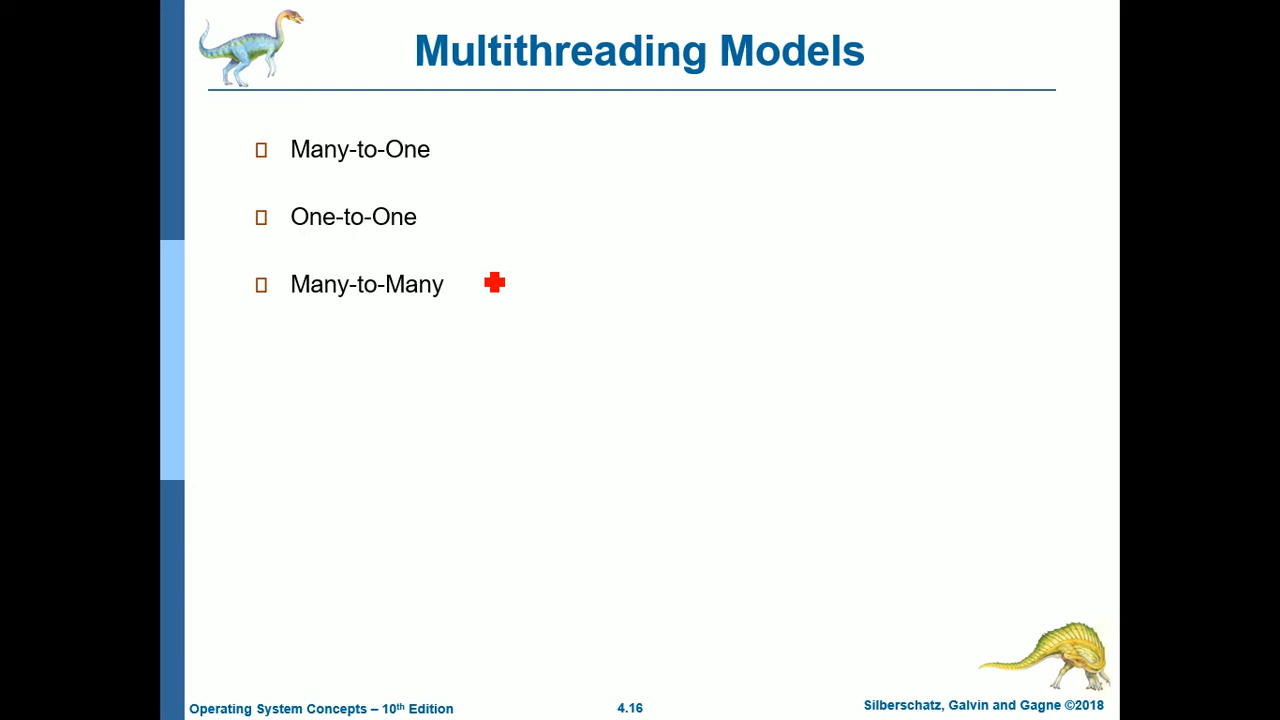 Multithreading Models
Many-to-One
One-to-One
Many-to-Many
Operating System Concepts – 10th Edition
4.16
Silberschatz, Galvin and Gagne ©2018